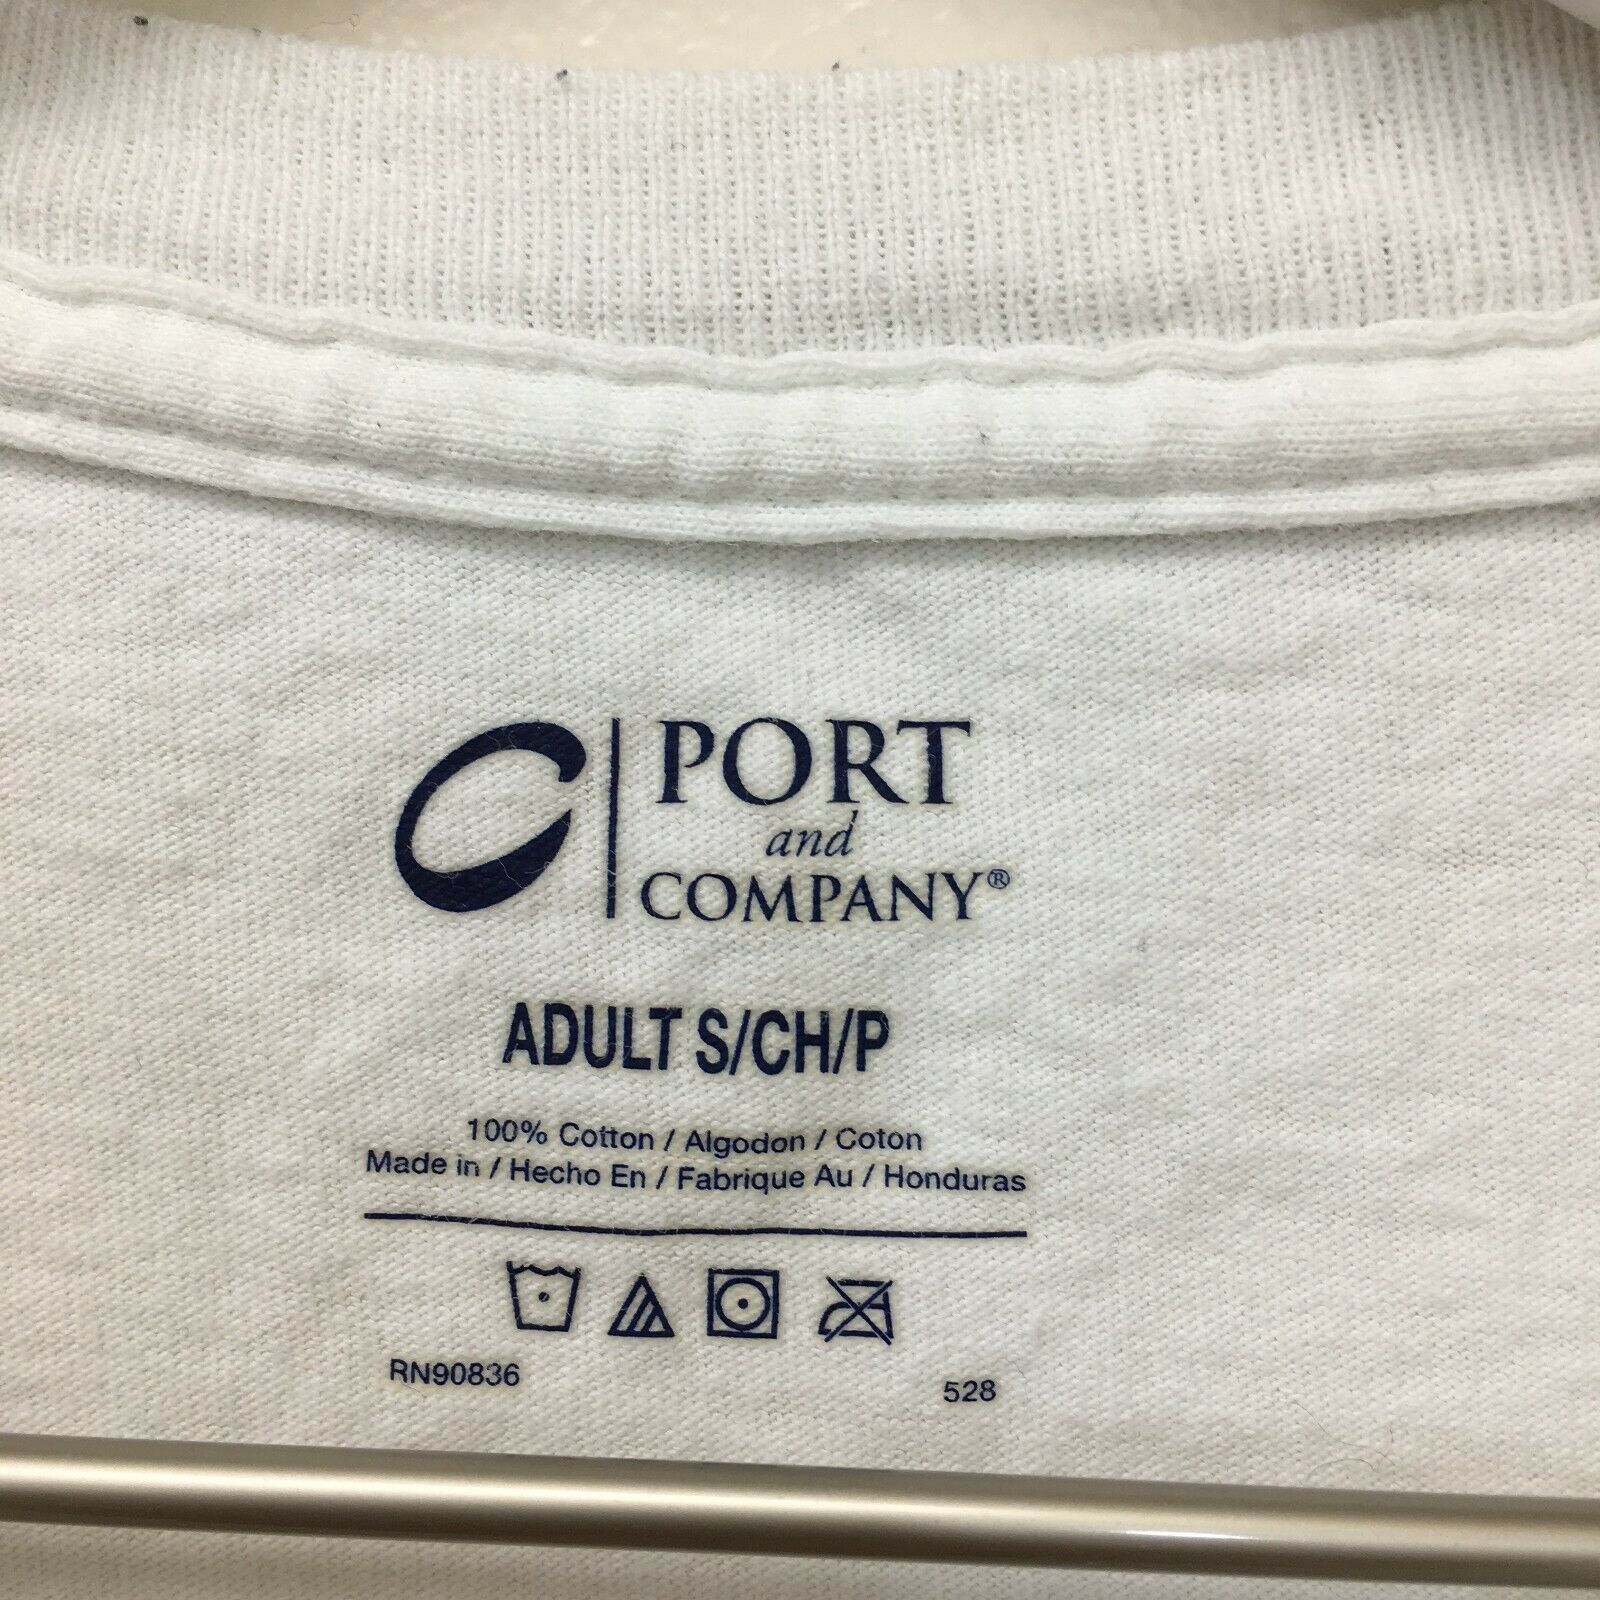 PORT
and
COMPANY®
ADULT S/CH/P
100% Cotton / Algodon / Coton
Made in / Hecho En / Fabrique Au / Honduras
RN90836
528